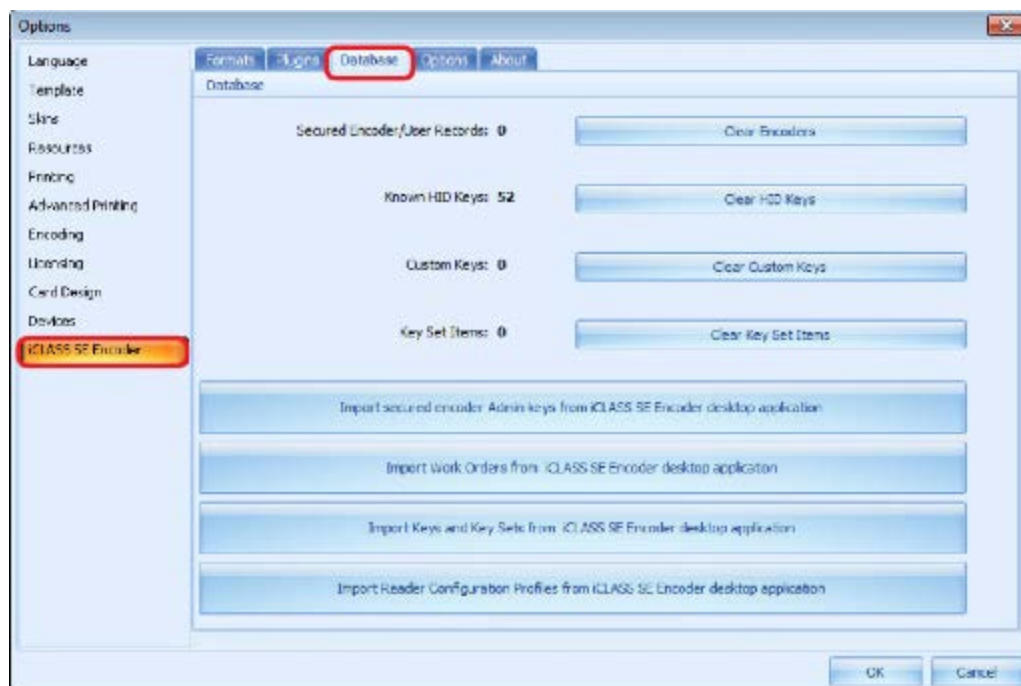 Options
Language
Template
Skins
Resources
Printing
Advanced Printing
Encoding
Licensing
Card Design
Devices
iCLASS SE Encoder
Formats Plugins Database Options About
Database
Secured Encoder/User Records: 0 Clear Encoders
Known HID Keys: 52 Clear HID Keys
Custom Keys: 0 Clear Custom Keys
Key Set Items: 0 Clear Key Set Items
Import secured encoder Admin keys from iCLASS SE Encoder desktop application
Import Work Orders from iCLASS SE Encoder desktop application
Import Keys and Key Sets from iCLASS SE Encoder desktop application
Import Reader Configuration Profiles from iCLASS SE Encoder desktop application
OK Cancel